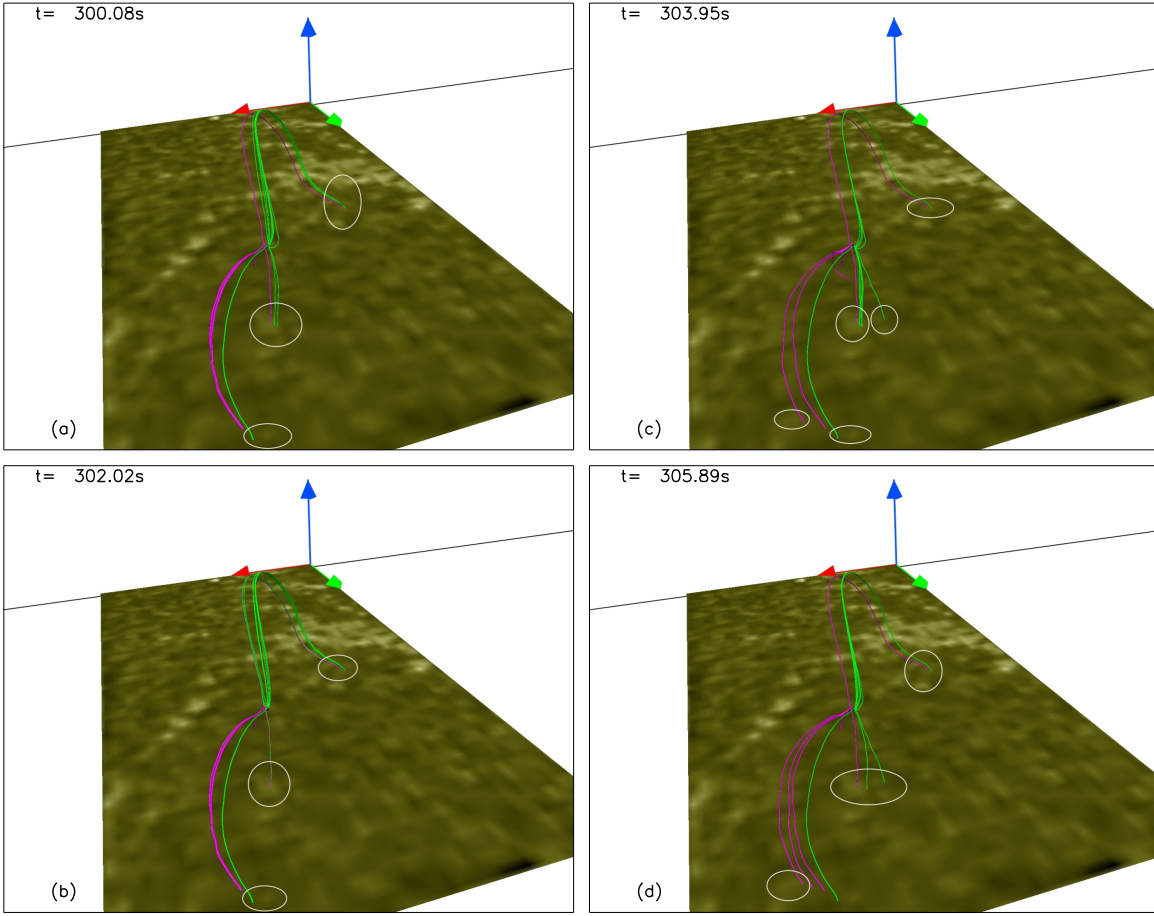 t= 300.08s
(a)
t= 303.95s
(c)
t= 302.02s
(b)
t= 305.89s
(d)